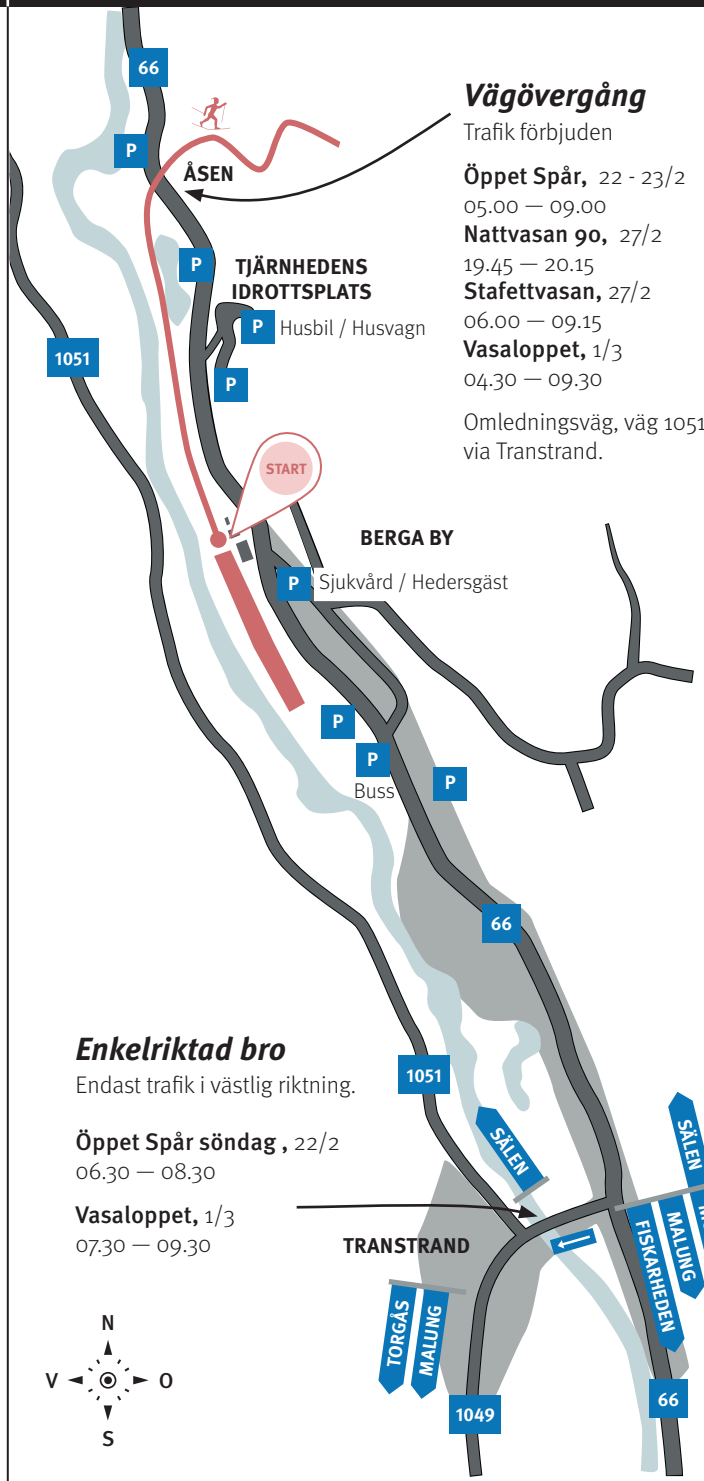 66
Vägövergång
Trafik förbjuden
Öppet Spår, 22 - 23/2
05.00 — 09.00
Nattvasan 90, 27/2
19.45 — 20.15
Stafettvasan, 27/2
06.00 — 09.15
Vasaloppet, 1/3
04.30 — 09.30
Omledningsväg, väg 1051
via Transtrand.
P
ÅSEN
P
TJÄRNHEDENS
IDROTTSPLATS
P Husbil / Husvagn
1051
P
START
BERGA BY
P Sjukvård / Hedersgäst
P
P
Buss
P
66
Enkelriktad bro
Endast trafik i västlig riktning.
Öppet Spår söndag , 22/2
06.30 — 08.30
Vasaloppet, 1/3
07.30 — 09.30
1051
SÄLEN
SÄLEN
TRANSTRAND
FISKARHEDEN
MALUNG
TORGÅS
MALUNG
N
V O
S
1049
66